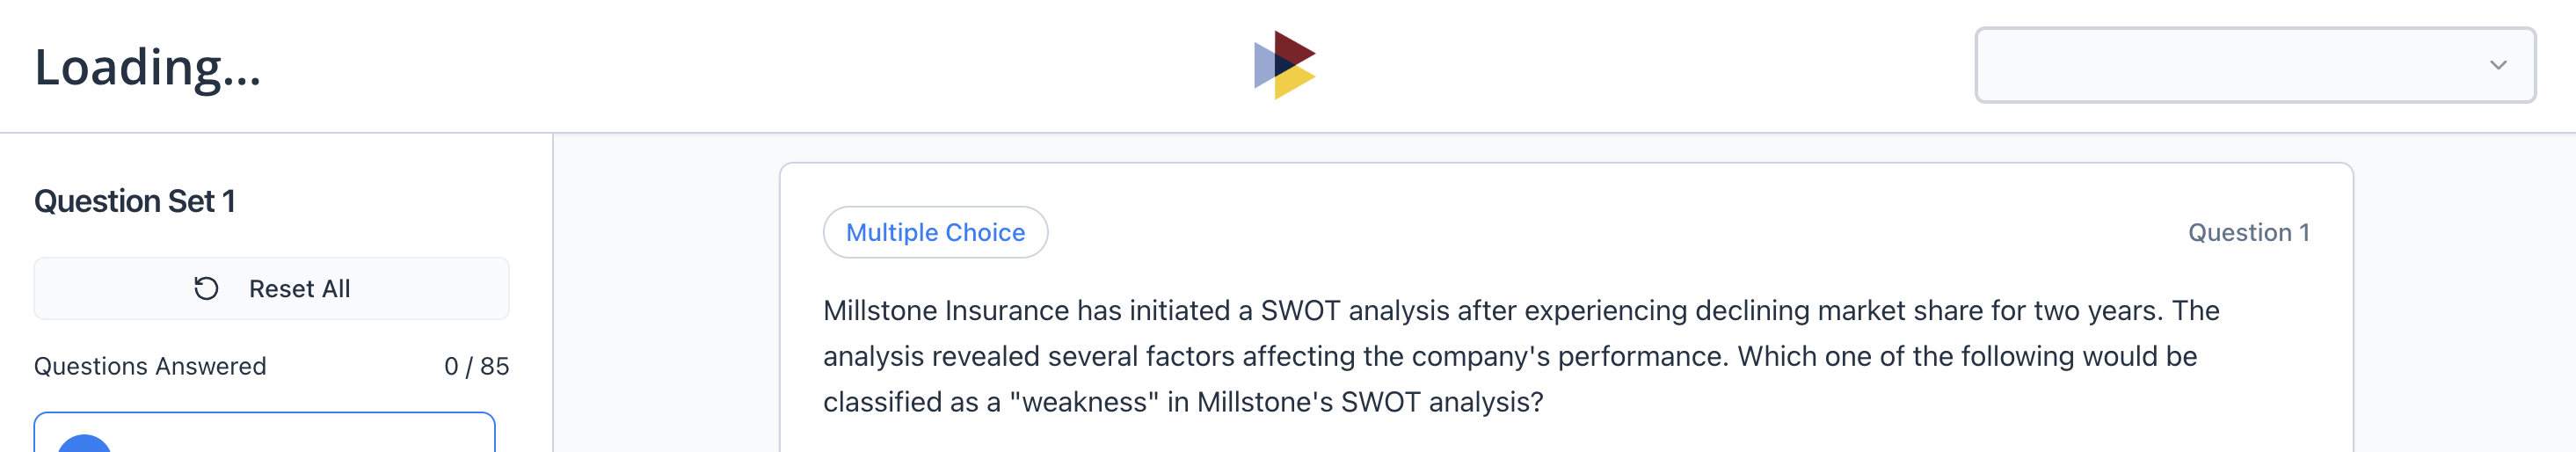 Loading...
Question Set 1
Reset All
Questions Answered 0 / 85
Multiple Choice
Question 1
Millstone Insurance has initiated a SWOT analysis after experiencing declining market share for two years. The
analysis revealed several factors affecting the company's performance. Which one of the following would be
classified as a "weakness" in Millstone's SWOT analysis?